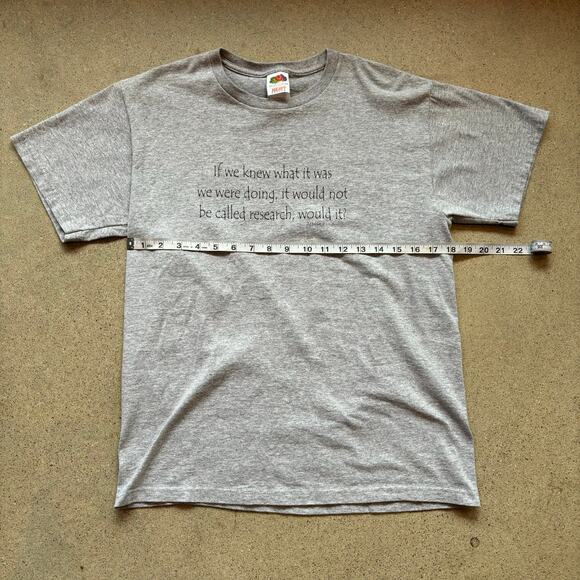 If we knew what it was
we were doing, it would not
be called research, would it?
1 2 3 4 5 6 7 8 9 10 11 12 13 14 15 16 17 18 19 20 21 22